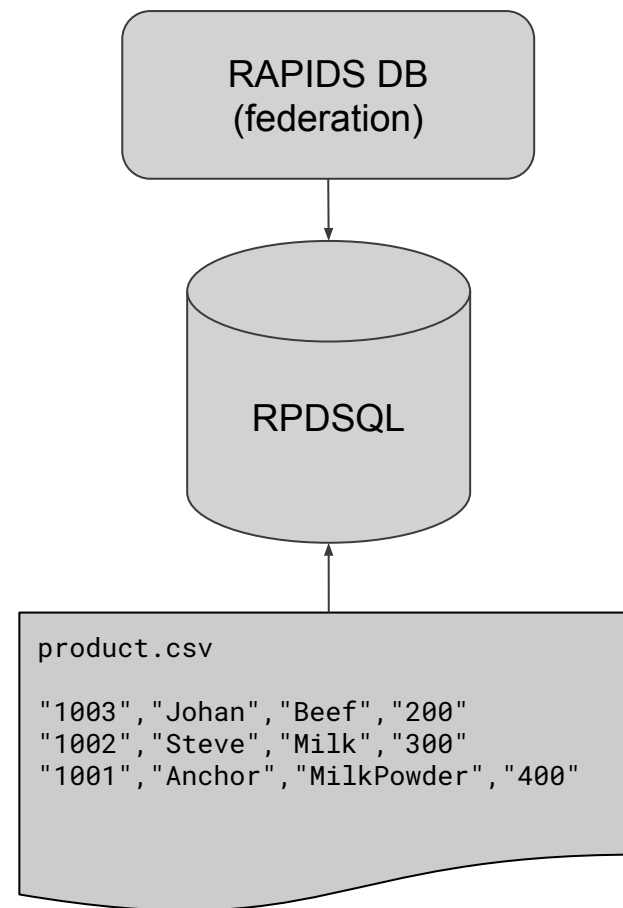 RAPIDS DB
(federation)
RPDSQL
product.csv
"1003","Johan","Beef","200"
"1002","Steve","Milk","300"
"1001","Anchor","MilkPowder","400"